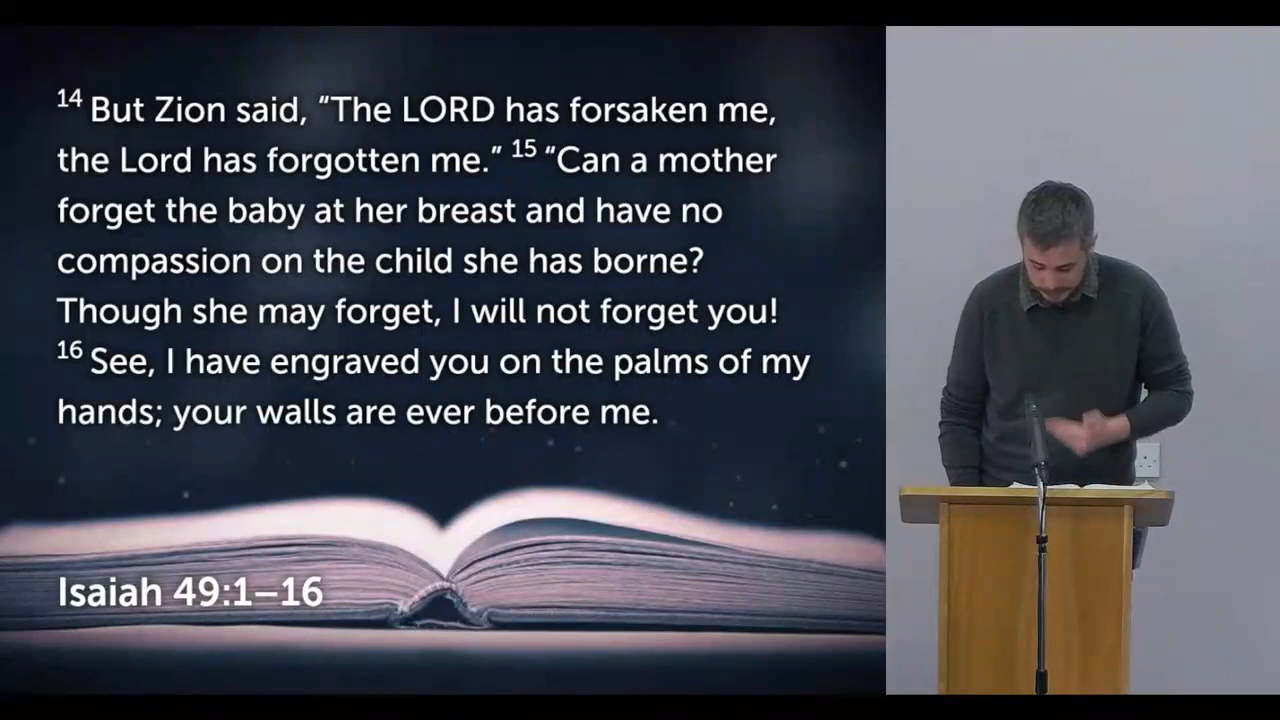 14 But Zion said, “The LORD has forsaken me,
the Lord has forgotten me.” 15 “Can a mother
forget the baby at her breast and have no
compassion on the child she has borne?
Though she may forget, I will not forget you!
16 See, I have engraved you on the palms of my
hands; your walls are ever before me.
Isaiah 49:1–16